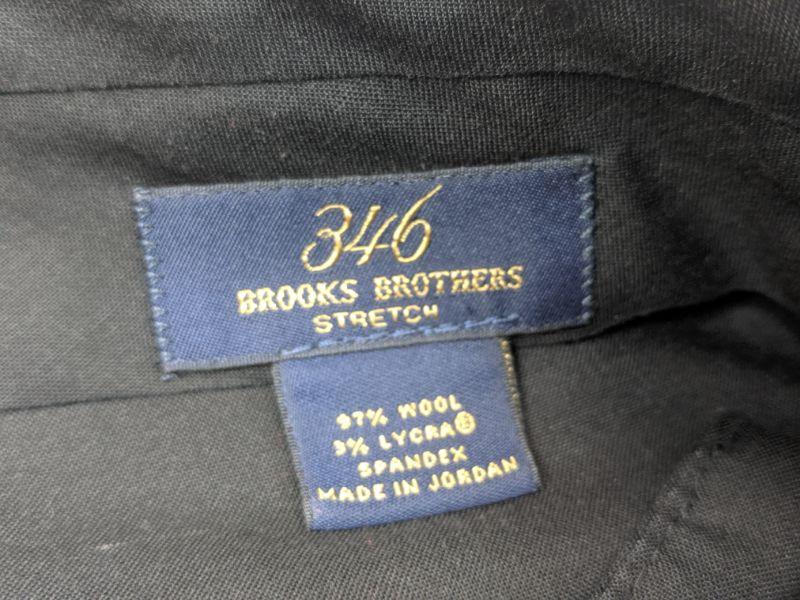 346
BROOKS BROTHERS
STRETCH
97% WOOL
3% LYCRA®
SPANDEX
MADE IN JORDAN